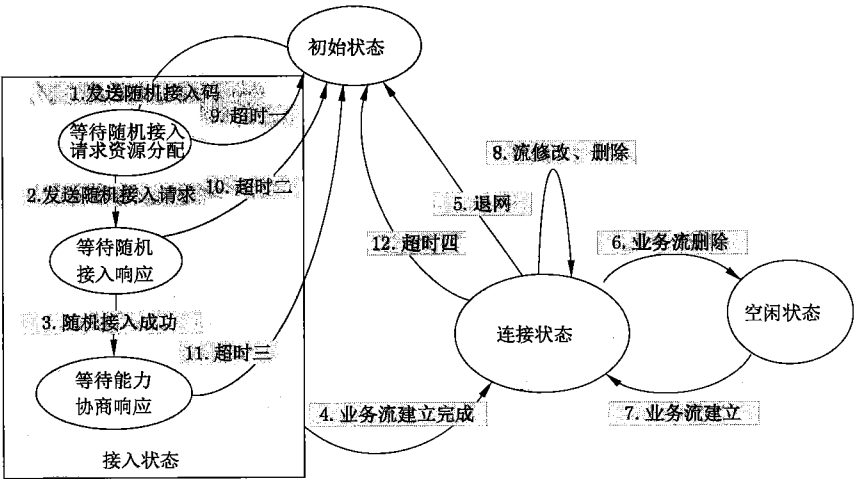 初始状态
1.发送随机接入码
9.超时一
等待随机接入
请求资源分配
8.流修改、删除
2.发送随机接入请求
10.超时二
5.退网
12.超时四
6.业务流删除
等待随机
接入响应
空闲状态
3.随机接入成功
连接状态
11.超时三
等待能力
协商响应
4.业务流建立完成
7.业务流建立
接入状态